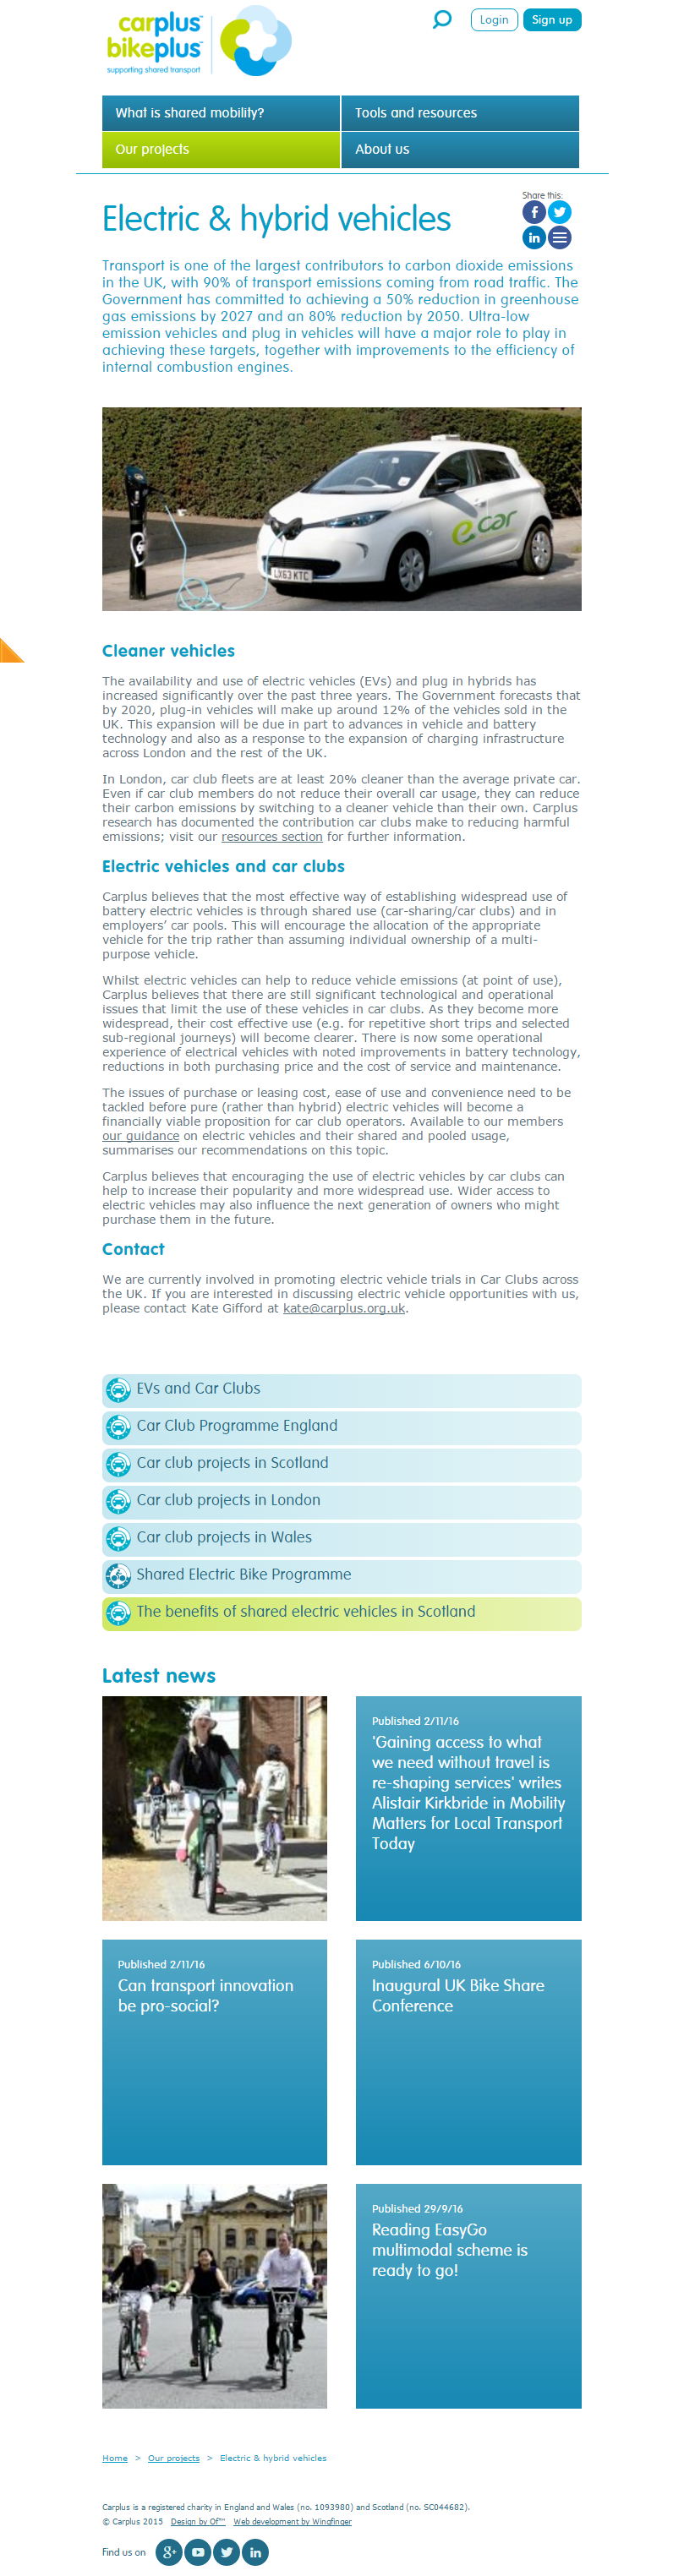 carplus
bikeplus
supporting shared transport
Login
Sign up
What is shared mobility?
Tools and resources
Our projects
About us
Share this:
Electric & hybrid vehicles
Transport is one of the largest contributors to carbon dioxide emissions
in the UK, with 90% of transport emissions coming from road traffic. The
Government has committed to achieving a 50% reduction in greenhouse
gas emissions by 2027 and an 80% reduction by 2050. Ultra-low
emission vehicles and plug in vehicles will have a major role to play in
achieving these targets, together with improvements to the efficiency of
internal combustion engines.
ecar
LX63 KTC
Cleaner vehicles
The availability and use of electric vehicles (EVs) and plug in hybrids has
increased significantly over the past three years. The Government forecasts that
by 2020, plug-in vehicles will make up around 12% of the vehicles sold in the
UK. This expansion will be due in part to advances in vehicle and battery
technology and also as a response to the expansion of charging infrastructure
across London and the rest of the UK.
In London, car club fleets are at least 20% cleaner than the average private car.
Even if car club members do not reduce their overall car usage, they can reduce
their carbon emissions by switching to a cleaner vehicle than their own. Carplus
research has documented the contribution car clubs make to reducing harmful
emissions; visit our resources section for further information.
Electric vehicles and car clubs
Carplus believes that the most effective way of establishing widespread use of
battery electric vehicles is through shared use (car-sharing/car clubs) and in
employers’ car pools. This will encourage the allocation of the appropriate
vehicle for the trip rather than assuming individual ownership of a multi-
purpose vehicle.
Whilst electric vehicles can help to reduce vehicle emissions (at point of use),
Carplus believes that there are still significant technological and operational
issues that limit the use of these vehicles in car clubs. As they become more
widespread, their cost effective use (e.g. for repetitive short trips and selected
sub-regional journeys) will become clearer. There is now some operational
experience of electrical vehicles with noted improvements in battery technology,
reductions in both purchasing price and the cost of service and maintenance.
The issues of purchase or leasing cost, ease of use and convenience need to be
tackled before pure (rather than hybrid) electric vehicles will become a
financially viable proposition for car club operators. Available to our members
our guidance on electric vehicles and their shared and pooled usage,
summarises our recommendations on this topic.
Carplus believes that encouraging the use of electric vehicles by car clubs can
help to increase their popularity and more widespread use. Wider access to
electric vehicles may also influence the next generation of owners who might
purchase them in the future.
Contact
We are currently involved in promoting electric vehicle trials in Car Clubs across
the UK. If you are interested in discussing electric vehicle opportunities with us,
please contact Kate Gifford at kate@carplus.org.uk.
EVs and Car Clubs
Car Club Programme England
Car club projects in Scotland
Car club projects in London
Car club projects in Wales
Shared Electric Bike Programme
The benefits of shared electric vehicles in Scotland
Latest news
Published 2/11/16
'Gaining access to what
we need without travel is
re-shaping services' writes
Alistair Kirkbride in Mobility
Matters for Local Transport
Today
Published 2/11/16
Can transport innovation
be pro-social?
Published 6/10/16
Inaugural UK Bike Share
Conference
Published 29/9/16
Reading EasyGo
multimodal scheme is
ready to go!
Home > Our projects > Electric & hybrid vehicles
Carplus is a registered charity in England and Wales (no. 1093980) and Scotland (no. SC044682).
© Carplus 2015 Design by Of™ Web development by Wingfinger
Find us on